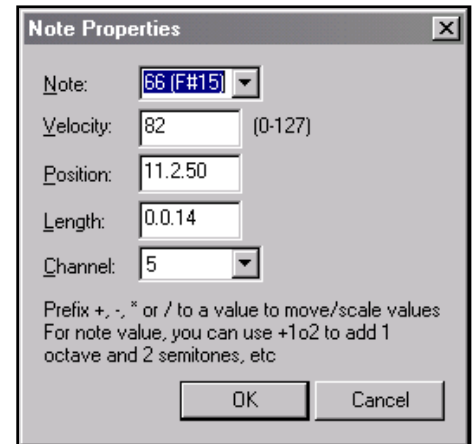 Note Properties
Note: 66 (F#15)
Velocity: 82 (0-127)
Position: 11.2.50
Length: 0.0.14
Channel: 5
Prefix +, -, * or / to a value to move/scale values
For note value, you can use +1o2 to add 1
octave and 2 semitones, etc
OK Cancel